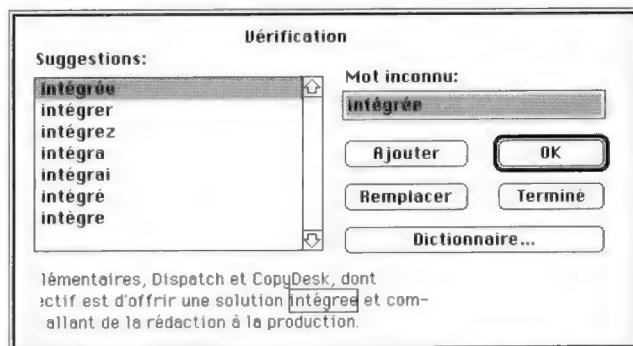 Vérification
Suggestions:
intégrée
intégrer
intégrez
intégra
intégrai
intégré
intègre
Mot inconnu:
intégrée
Ajouter
OK
Remplacer
Terminé
Dictionnaire...
lémentaires, Dispatch et CopyDesk, dont
ectif est d'offrir une solution intégree et com-
allant de la rédaction à la production.